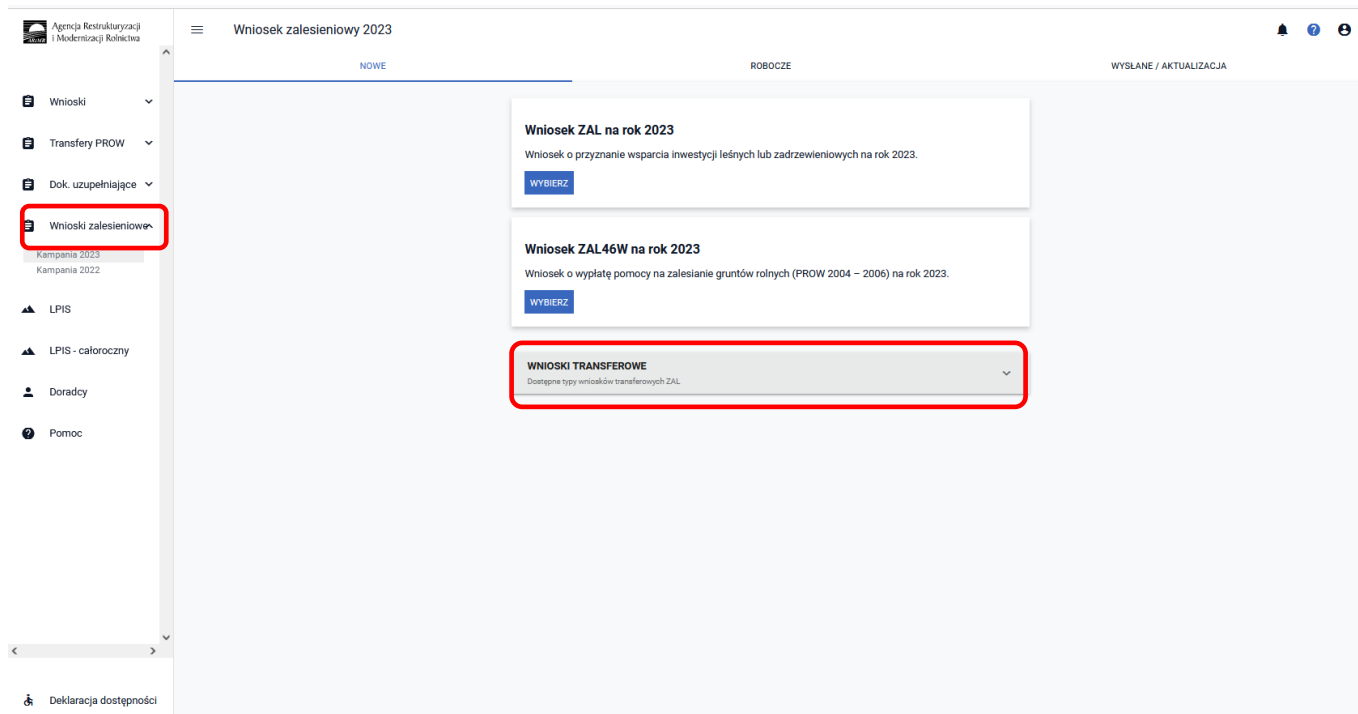 Agencja Restrukturyzacji
i Modernizacji Rolnictwa
ARiMR
Wniosek zalesieniowy 2023
NOWE
ROBOCZE
WYSŁANE / AKTUALIZACJA
Wnioski
Transfery PROW
Dok. uzupełniające
Wnioski zalesieniowe
Kampania 2023
Kampania 2022
LPIS
LPIS - całoroczny
Doradcy
Pomoc
Deklaracja dostępności
Wniosek ZAL na rok 2023
Wniosek o przyznanie wsparcia inwestycji leśnych lub zadrzewieniowych na rok 2023.
WYBIERZ
Wniosek ZAL46W na rok 2023
Wniosek o wypłatę pomocy na zalesianie gruntów rolnych (PROW 2004 – 2006) na rok 2023.
WYBIERZ
WNIOSKI TRANSFEROWE
Dostępne typy wniosków transferowych ZAL